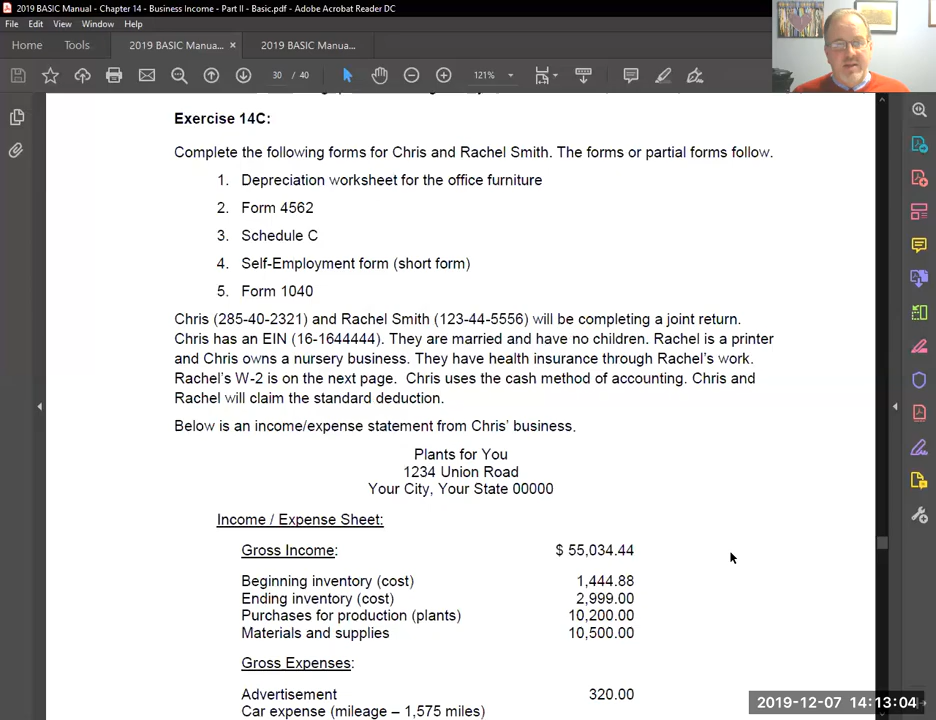 2019 BASIC Manual - Chapter 14 - Business Income - Part II - Basic.pdf - Adobe Acrobat Reader DC
File Edit View Window Help
Home Tools 2019 BASIC Manua... × 2019 BASIC Manua...
30 / 40 121%
Exercise 14C:
Complete the following forms for Chris and Rachel Smith. The forms or partial forms follow.
1. Depreciation worksheet for the office furniture
2. Form 4562
3. Schedule C
4. Self-Employment form (short form)
5. Form 1040
Chris (285-40-2321) and Rachel Smith (123-44-5556) will be completing a joint return.
Chris has an EIN (16-1644444). They are married and have no children. Rachel is a printer
and Chris owns a nursery business. They have health insurance through Rachel's work.
Rachel's W-2 is on the next page. Chris uses the cash method of accounting. Chris and
Rachel will claim the standard deduction.
Below is an income/expense statement from Chris' business.
Plants for You
1234 Union Road
Your City, Your State 00000
Income / Expense Sheet:
Gross Income: $ 55,034.44
Beginning inventory (cost) 1,444.88
Ending inventory (cost) 2,999.00
Purchases for production (plants) 10,200.00
Materials and supplies 10,500.00
Gross Expenses:
Advertisement 320.00
Car expense (mileage – 1,575 miles)
2019-12-07 14:13:04